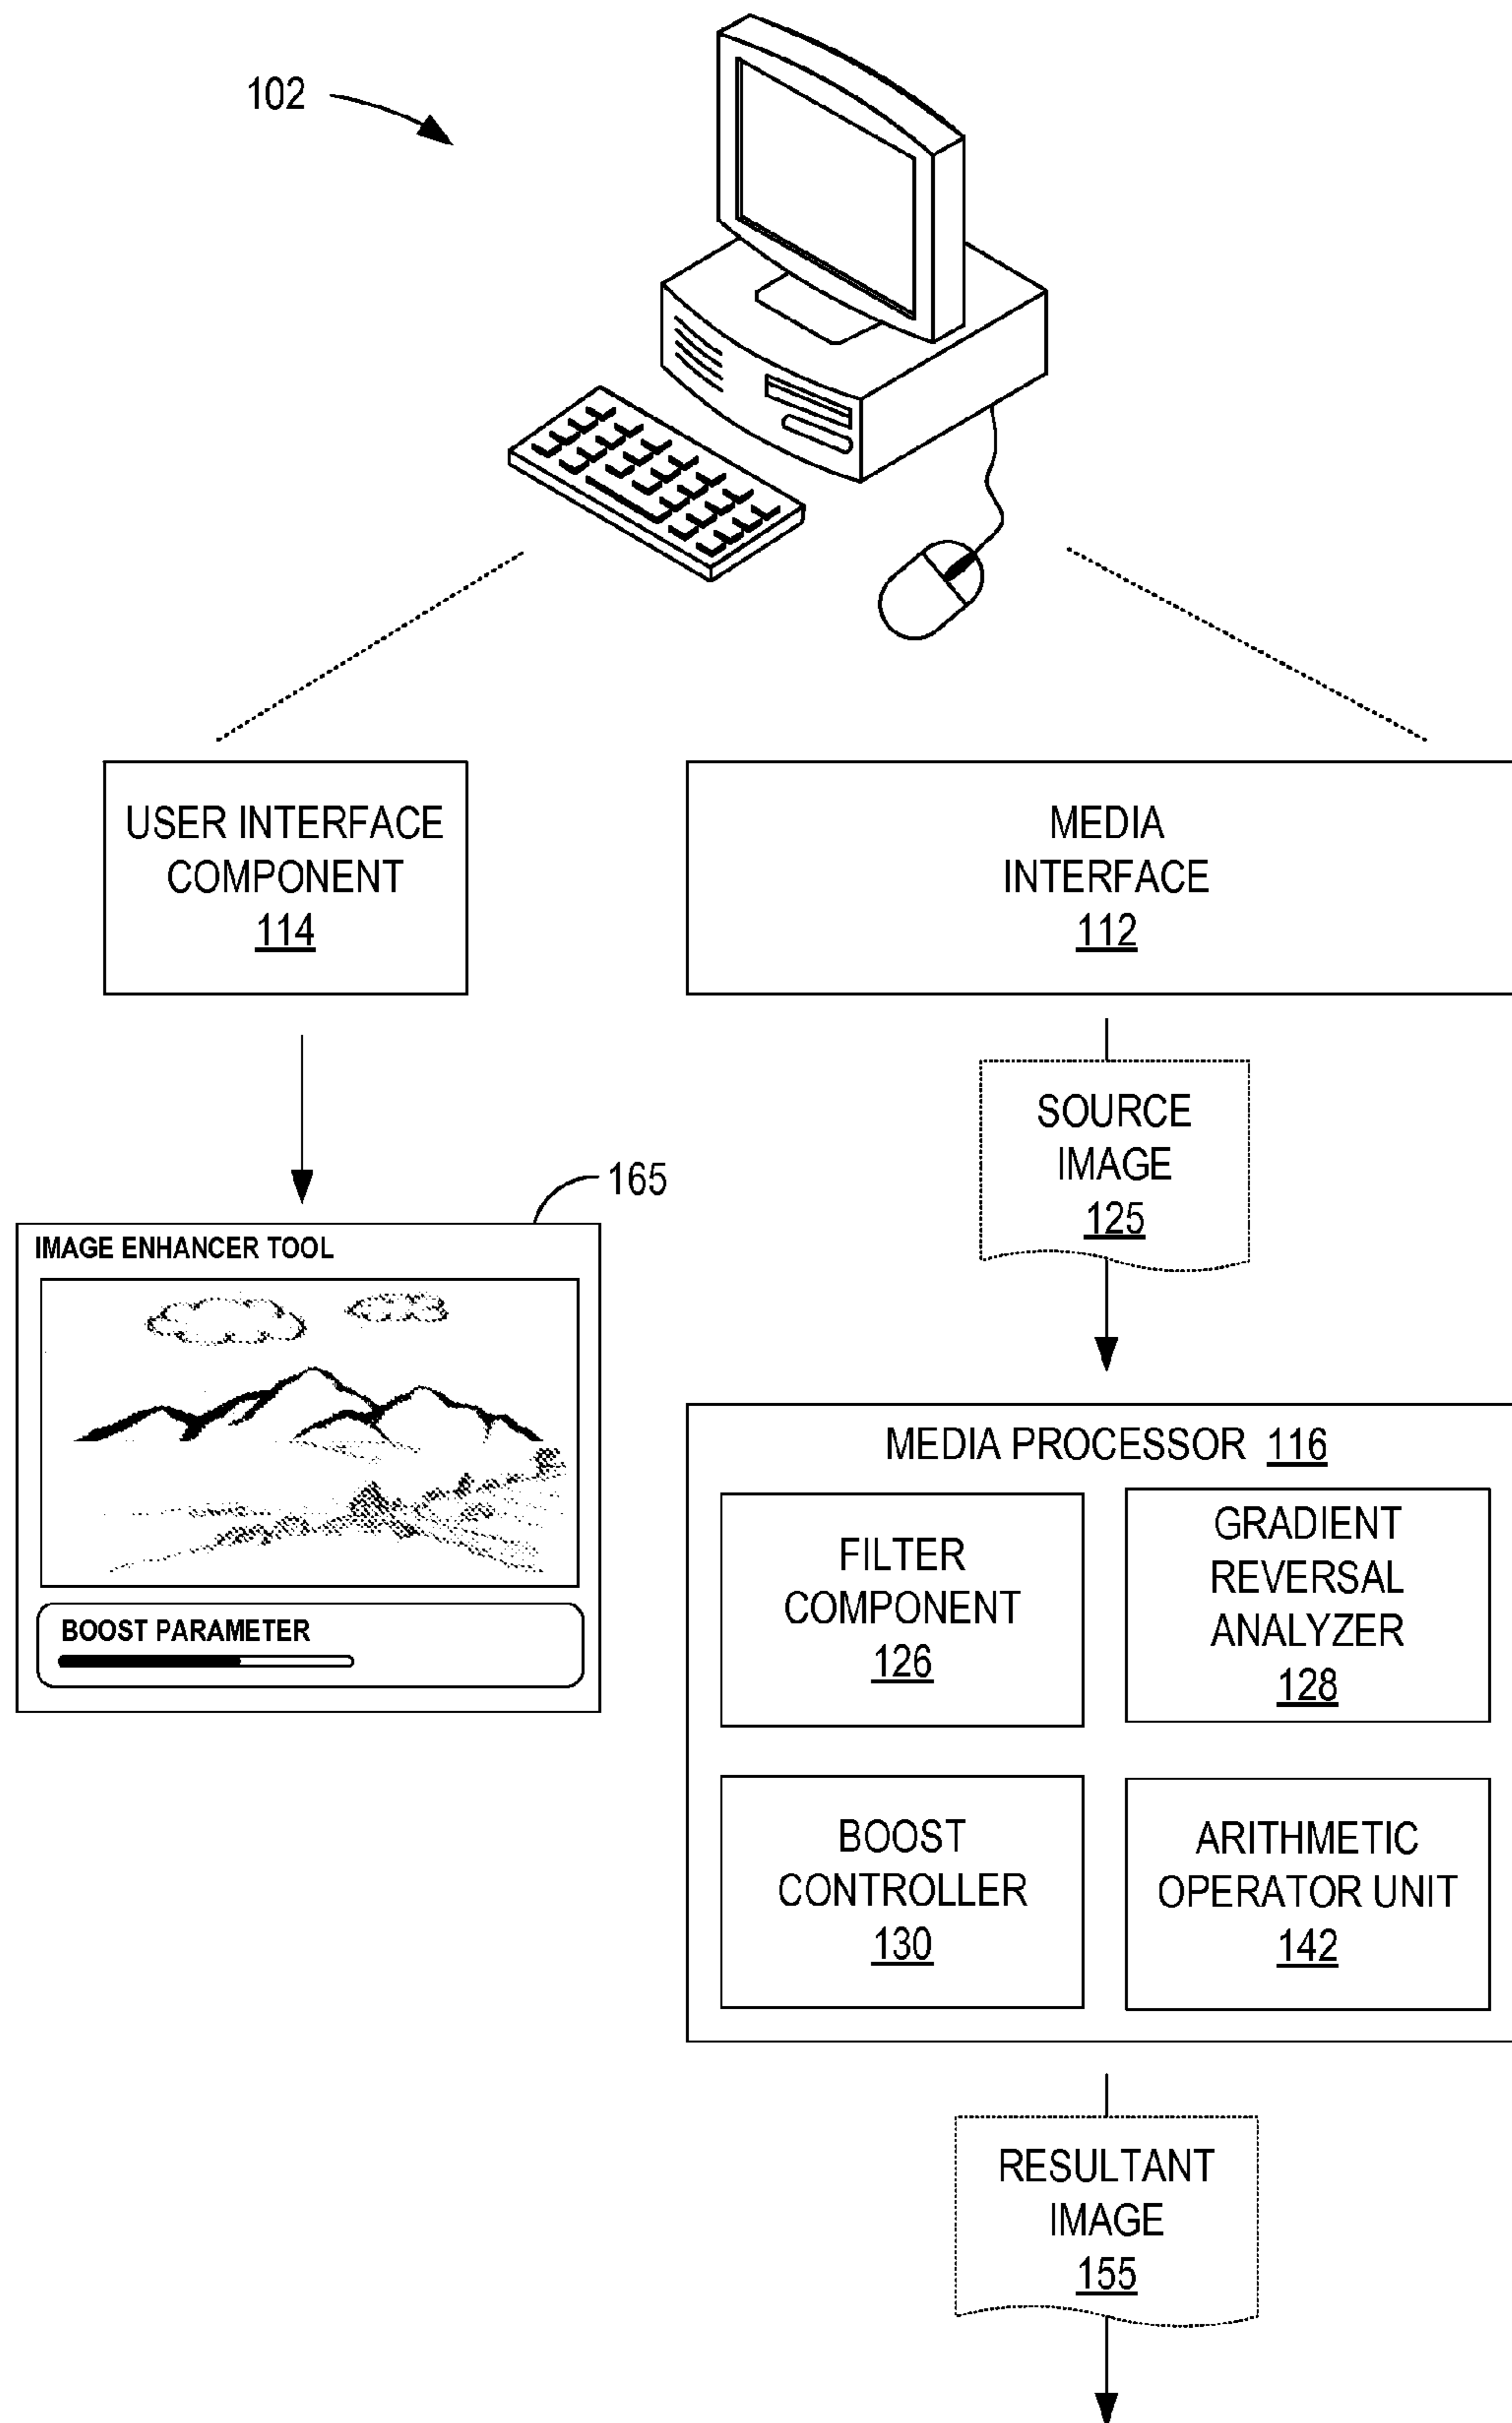 102
USER INTERFACE
COMPONENT
114
MEDIA
INTERFACE
112
SOURCE
IMAGE
125
165
IMAGE ENHANCER TOOL
BOOST PARAMETER
MEDIA PROCESSOR 116
FILTER
COMPONENT
126
GRADIENT
REVERSAL
ANALYZER
128
BOOST
CONTROLLER
130
ARITHMETIC
OPERATOR UNIT
142
RESULTANT
IMAGE
155